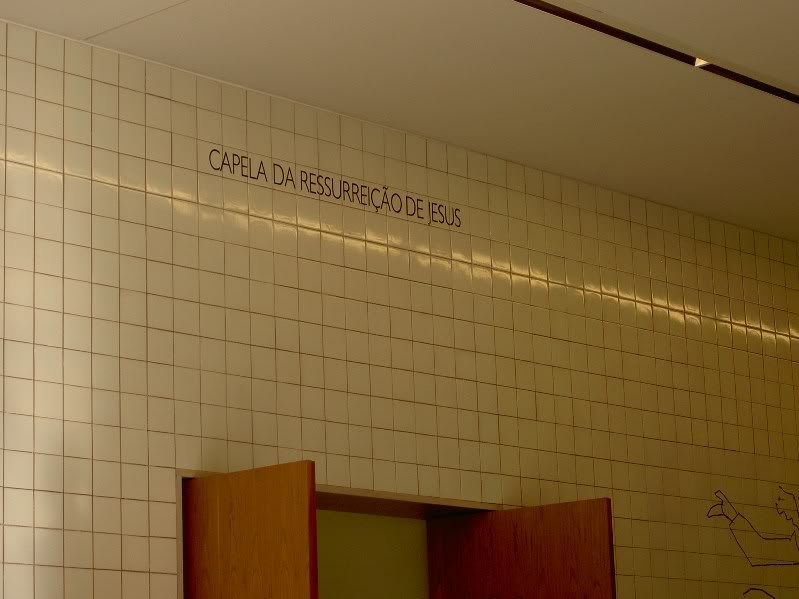 CAPELA DA RESSURREIÇÃO DE JESUS